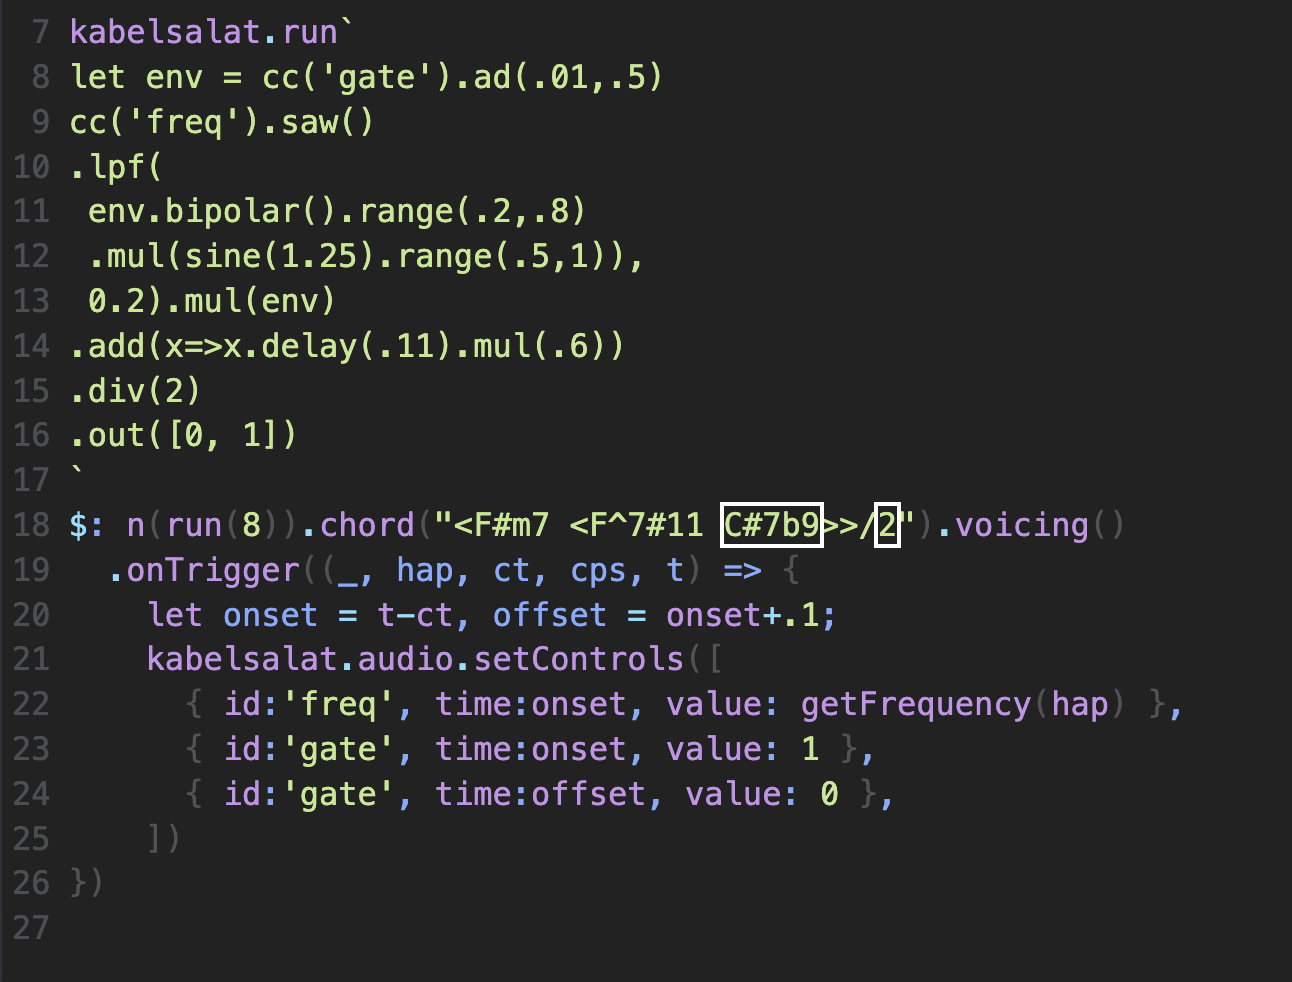 7 kabelsalat.run`
8 let env = cc('gate').ad(.01,.5)
9 cc('freq').saw()
10 .lpf(
11  env.bipolar().range(.2,.8)
12  .mul(sine(1.25).range(.5,1)),
13  0.2).mul(env)
14 .add(x=>x.delay(.11).mul(.6))
15 .div(2)
16 .out([0, 1])
17 `
18 $: n(run(8)).chord("<F#m7 <F^7#11 C#7b9>>/2").voicing()
19   .onTrigger((_, hap, ct, cps, t) => {
20     let onset = t-ct, offset = onset+.1;
21     kabelsalat.audio.setControls([
22       { id:'freq', time:onset, value: getFrequency(hap) },
23       { id:'gate', time:onset, value: 1 },
24       { id:'gate', time:offset, value: 0 },
25     ])
26 })
27